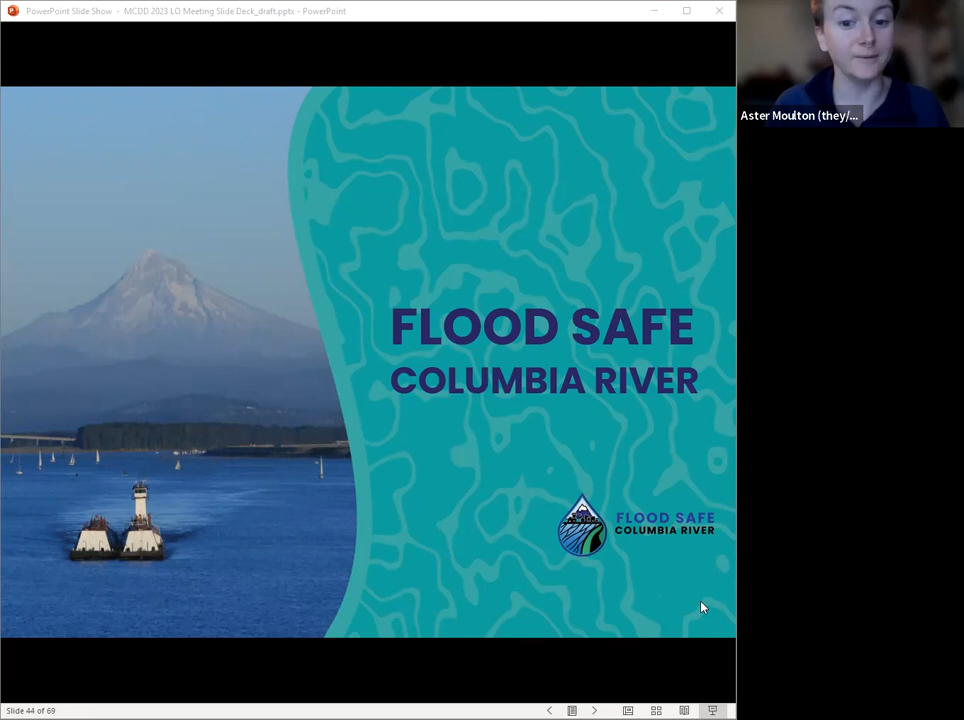 PowerPoint Slide Show - MCDD 2023 LO Meeting Slide Deck_draft.pptx - PowerPoint
Aster Moulton (they/...
FLOOD SAFE
COLUMBIA RIVER
FLOOD SAFE
COLUMBIA RIVER
Slide 44 of 69